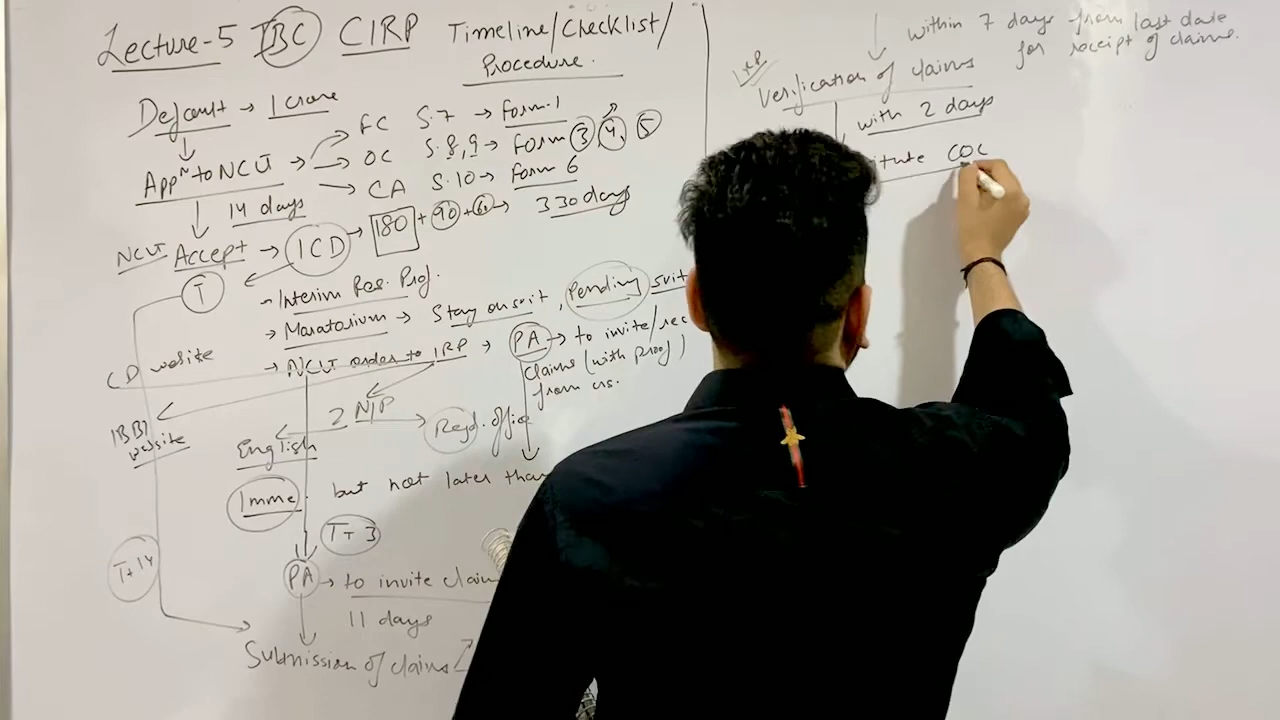 Lecture-5 IBC CIRP Timeline/Checklist/
Procedure.
Default → 1 crore
Appⁿ to NCLT → FC S.7 → Form-1
→ OC S.8,9 → Form 3 4, 5
→ CA S.10 → Form 6
14 days
NCLT Accept → ICD → 180 + 90 + 60 → 330 days
T
- Interim Res. Prof.
→ Moratorium → Stay on suit, Pending suit
CD website
→ NCLT order to IRP → PA → to invite/rec
claims (with proof)
from crs.
2 N/P
IBBI
website
English
Regd. office
Imme. but not later than
T+3
T+14
PA → to invite claim
11 days
Submission of claims
within 7 days from last date
for receipt of claims.
IRP
Verification of claims
with 2 days
itute COC